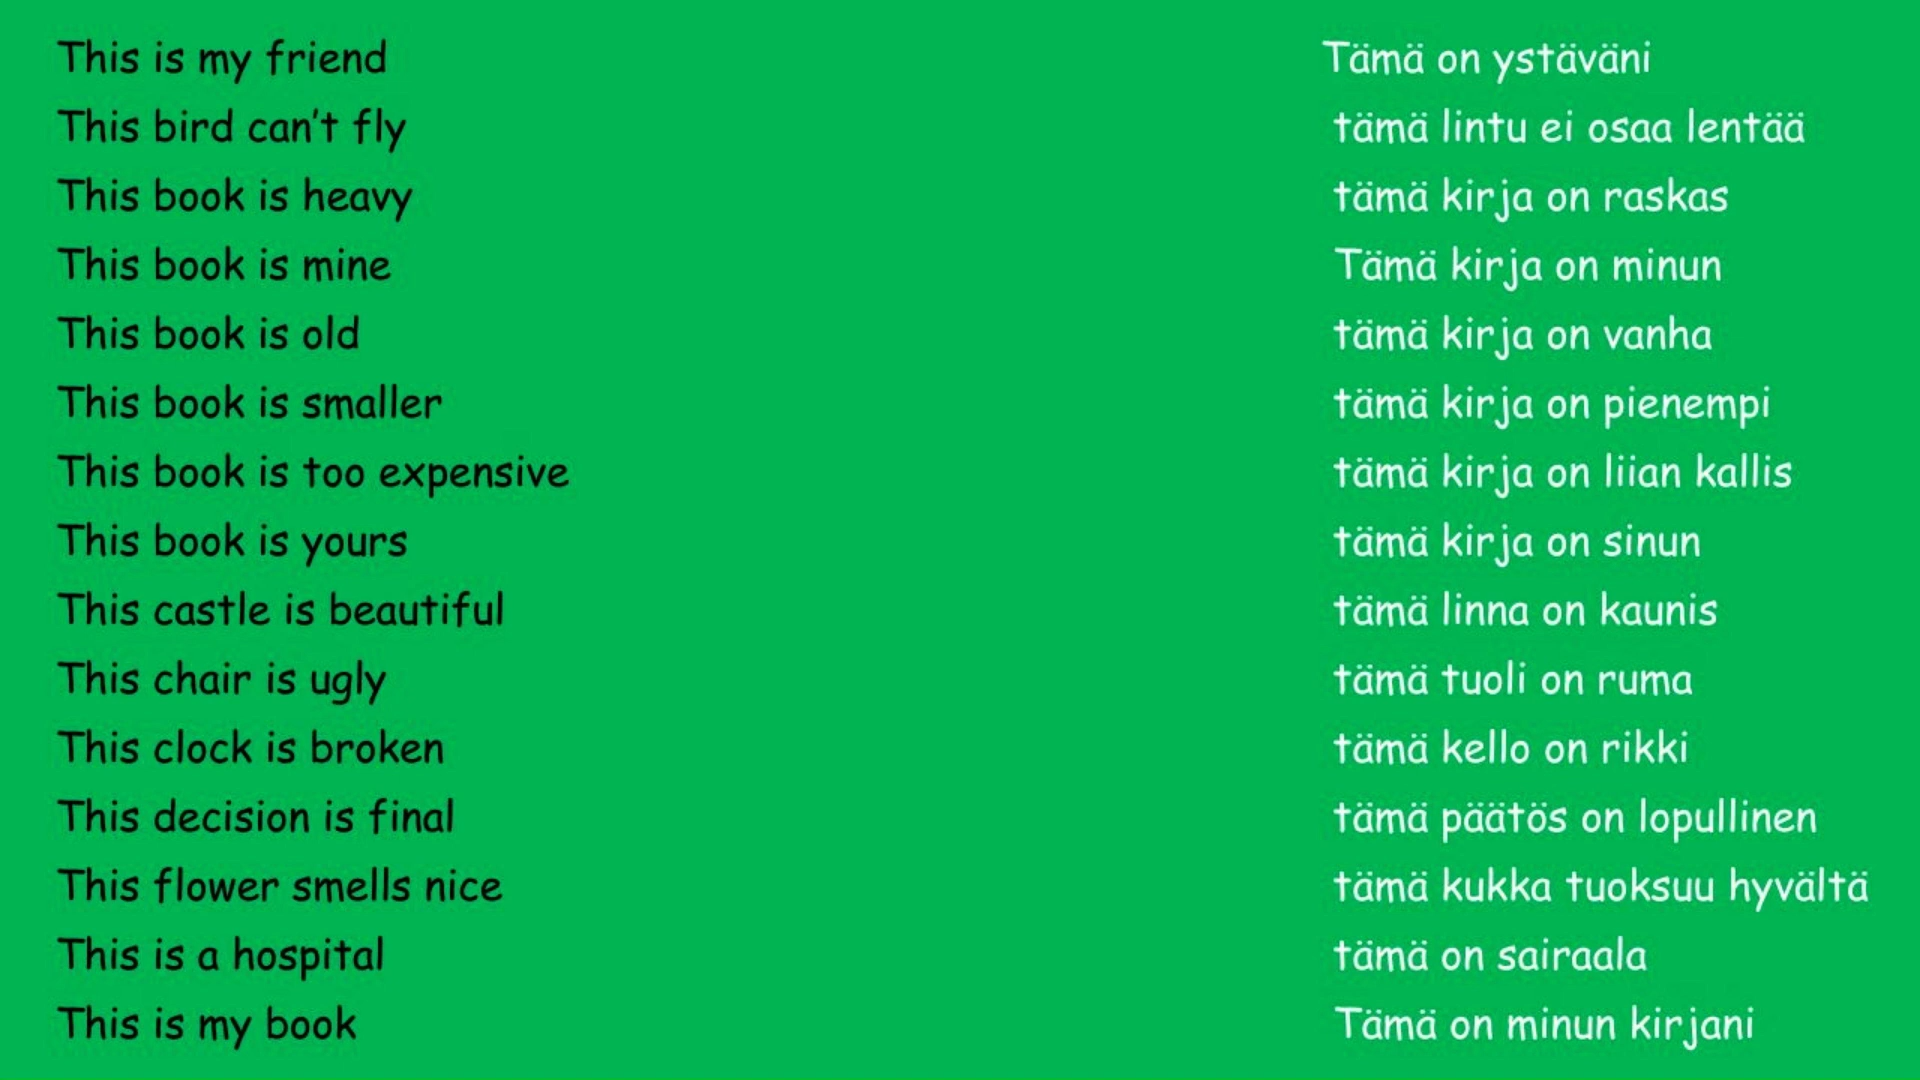 This is my friend Tämä on ystäväni
This bird can't fly tämä lintu ei osaa lentää
This book is heavy tämä kirja on raskas
This book is mine Tämä kirja on minun
This book is old tämä kirja on vanha
This book is smaller tämä kirja on pienempi
This book is too expensive tämä kirja on liian kallis
This book is yours tämä kirja on sinun
This castle is beautiful tämä linna on kaunis
This chair is ugly tämä tuoli on ruma
This clock is broken tämä kello on rikki
This decision is final tämä päätös on lopullinen
This flower smells nice tämä kukka tuoksuu hyvältä
This is a hospital tämä on sairaala
This is my book Tämä on minun kirjani